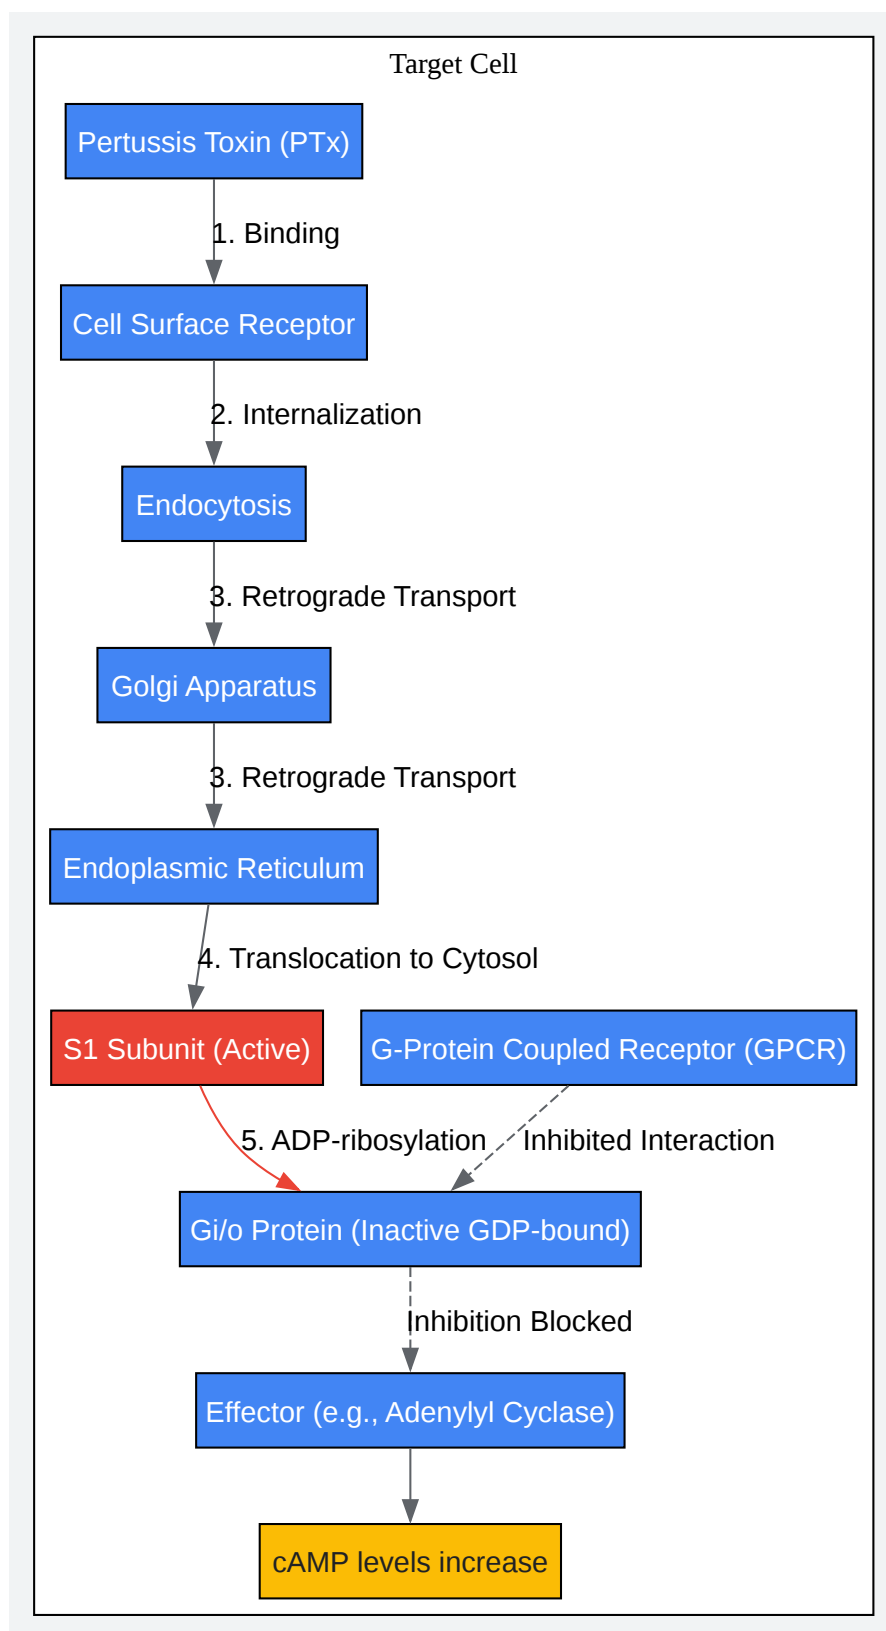 Target Cell
Pertussis Toxin (PTx)
1. Binding
Cell Surface Receptor
2. Internalization
Endocytosis
3. Retrograde Transport
Golgi Apparatus
3. Retrograde Transport
Endoplasmic Reticulum
4. Translocation to Cytosol
S1 Subunit (Active)
G-Protein Coupled Receptor (GPCR)
5. ADP-ribosylation
Inhibited Interaction
Gi/o Protein (Inactive GDP-bound)
Inhibition Blocked
Effector (e.g., Adenylyl Cyclase)
cAMP levels increase